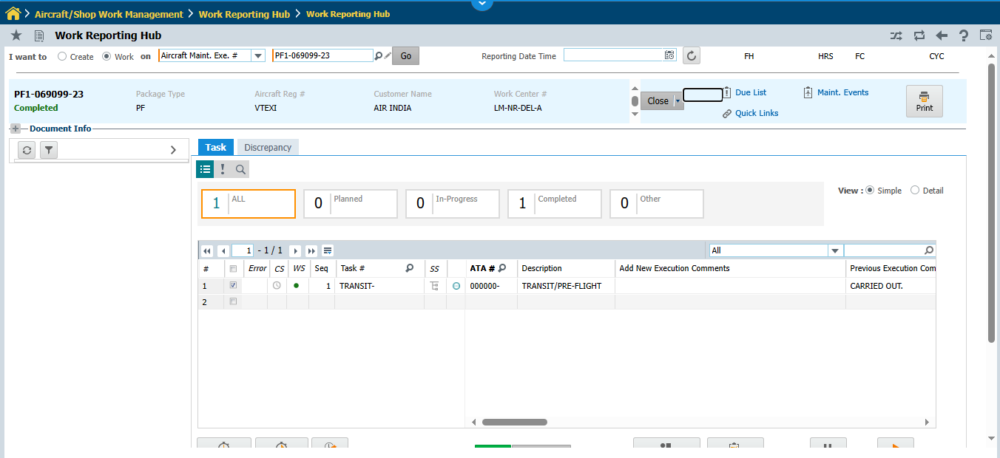 Aircraft/Shop Work Management > Work Reporting Hub > Work Reporting Hub
Work Reporting Hub
I want to Create Work on Aircraft Maint. Exe. # PF1-069099-23 Go Reporting Date Time FH HRS FC CYC
PF1-069099-23 Package Type Aircraft Reg # Customer Name Work Center #
Completed PF VTEXI AIR INDIA LM-NR-DEL-A
Close Due List Maint. Events
Quick Links
Print
Document Info
Task Discrepancy
1 ALL 0 Planned 0 In-Progress 1 Completed 0 Other
View : Simple Detail
1 - 1 / 1 All
# Error CS WS Seq Task # SS ATA # Description Add New Execution Comments Previous Execution Com
1 1 TRANSIT- 000000- TRANSIT/PRE-FLIGHT CARRIED OUT.
2